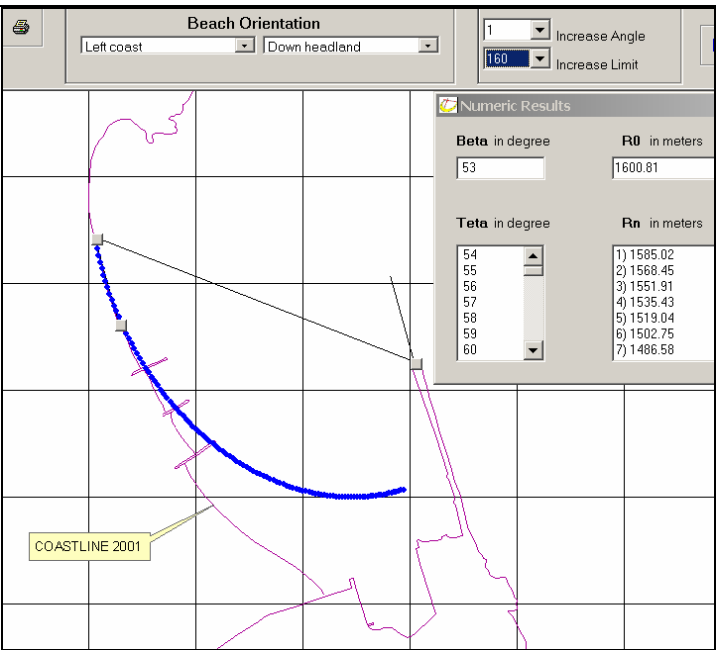 Beach Orientation
Left coast
Down headland
1
Increase Angle
160
Increase Limit
Numeric Results
Beta in degree
R0 in meters
53
1600.81
Teta in degree
Rn in meters
54
55
56
57
58
59
60
1) 1585.02
2) 1568.45
3) 1551.91
4) 1535.43
5) 1519.04
6) 1502.75
7) 1486.58
COASTLINE 2001